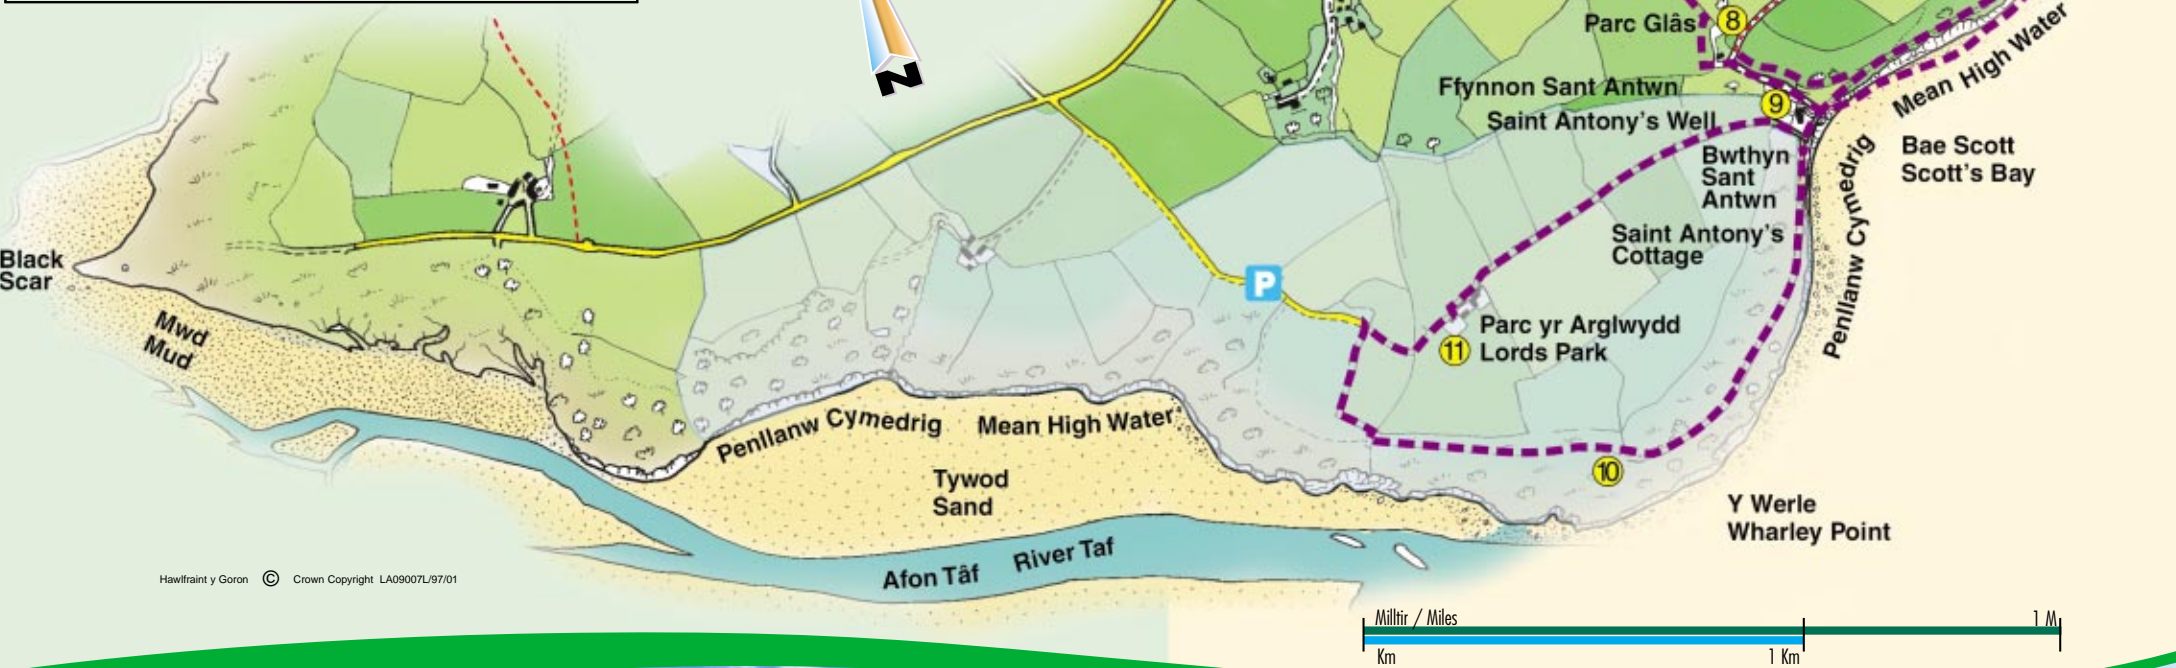 N
Parc Glâs
8
Mean High Water
Ffynnon Sant Antwn
9
Saint Antony's Well
Bae Scott
Scott's Bay
Bwthyn
Sant
Antwn
Penllanw Cymedrig
Saint Antony's
Cottage
Black
Scar
P
Mwd
Mud
11
Parc yr Arglwydd
Lords Park
Penllanw Cymedrig
Mean High Water
10
Tywod
Sand
Y Werle
Wharley Point
Afon Tâf
River Taf
Hawlfraint y Goron © Crown Copyright LA09007L/97/01
Milltir / Miles
1 M
Km
1 Km